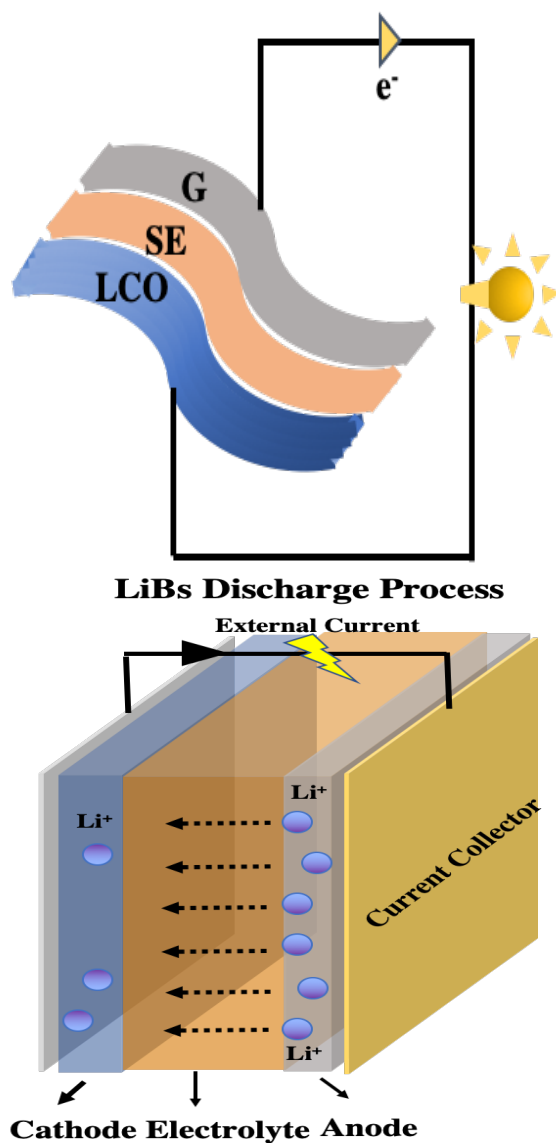 e-
G
SE
LCO
LiBs Discharge Process
External Current
Li+
Li+
Current Collector
Li+
Cathode Electrolyte Anode